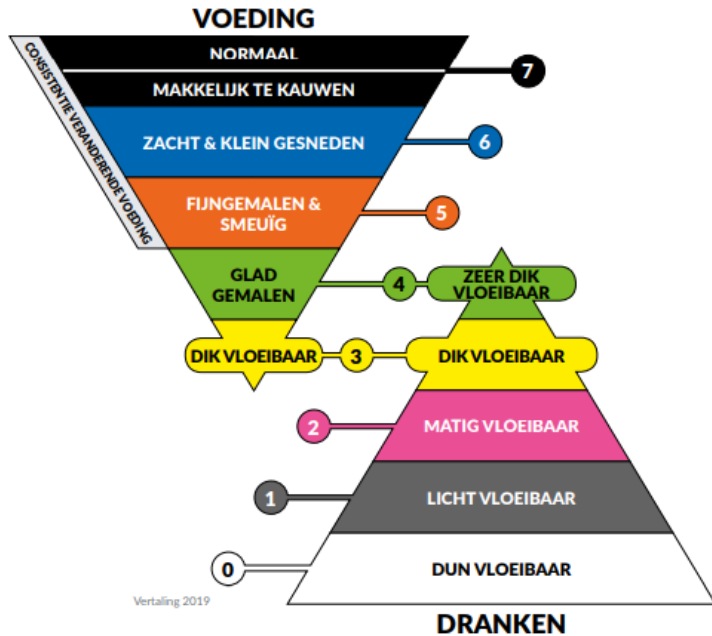 VOEDING
NORMAAL
7
MAKKELIJK TE KAUWEN
CONSISTENTIE VERANDERENDE VOEDING
ZACHT & KLEIN GESNEDEN
6
FIJNGEMALEN &
SMEUÏG
5
GLAD
GEMALEN
4
ZEER DIK
VLOEIBAAR
DIK VLOEIBAAR
3
DIK VLOEIBAAR
2
MATIG VLOEIBAAR
1
LICHT VLOEIBAAR
0
DUN VLOEIBAAR
Vertaling 2019
DRANKEN